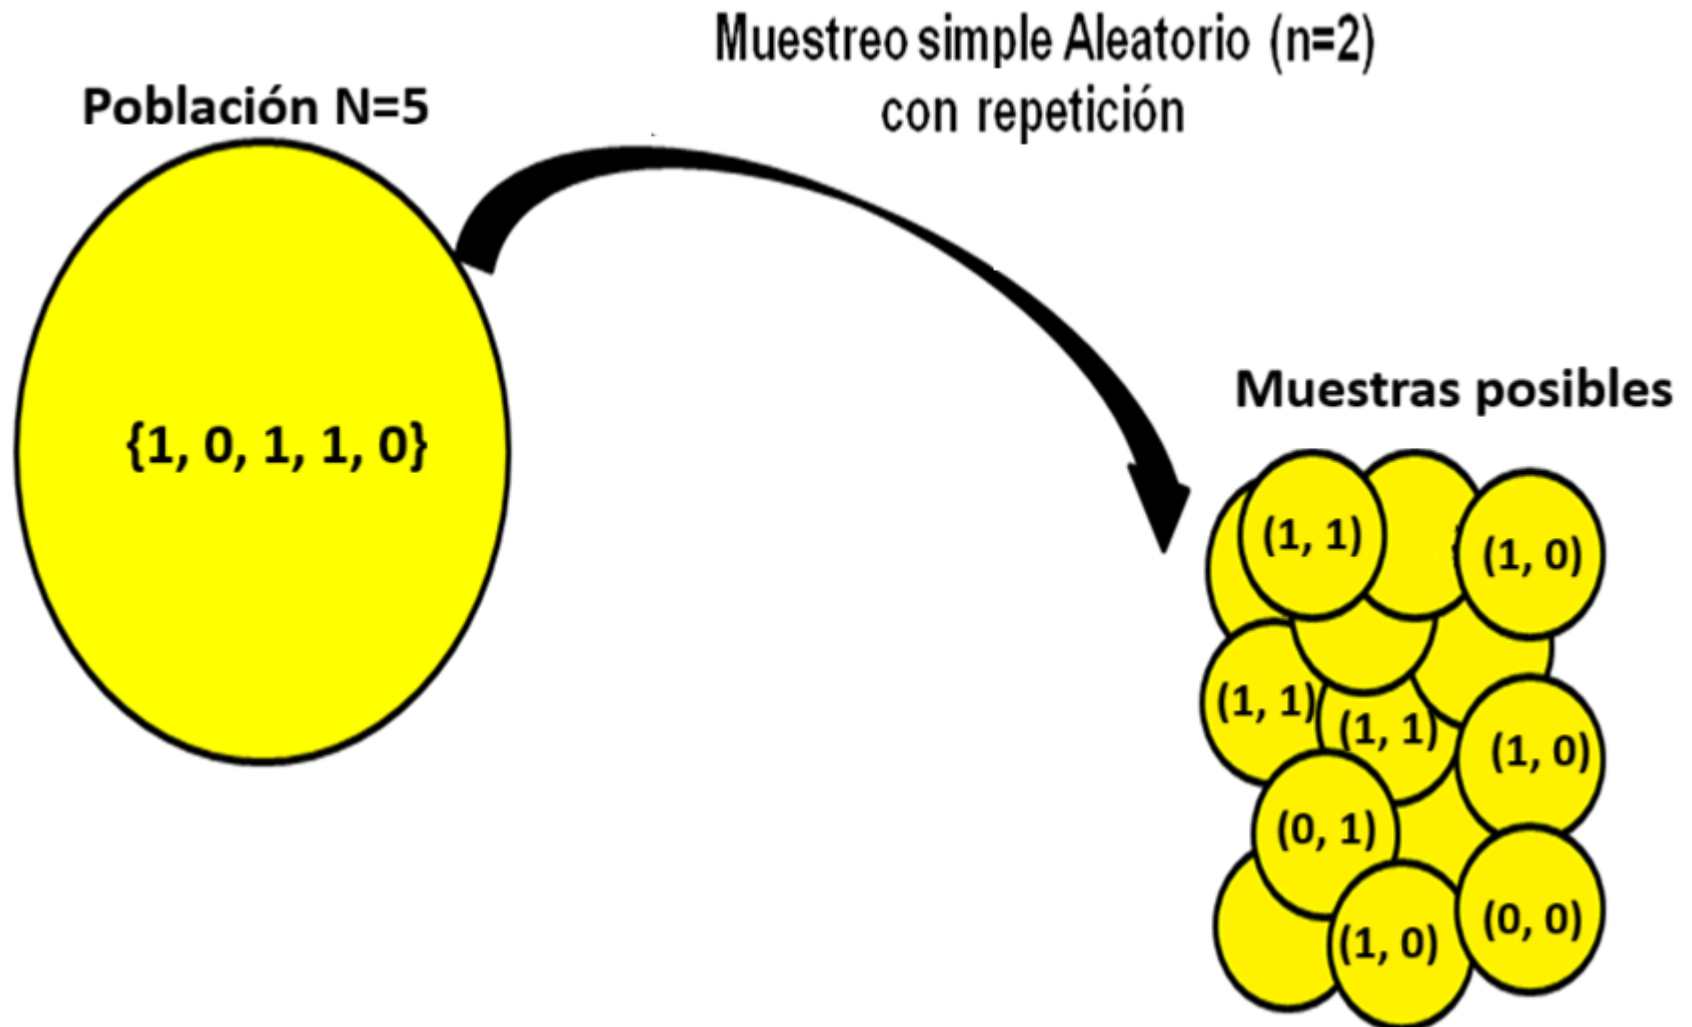 Muestreo simple Aleatorio (n=2)
con repetición
Población N=5
{1, 0, 1, 1, 0}
Muestras posibles
(1, 1)
(1, 0)
(1, 1)
(1, 1)
(1, 0)
(0, 1)
(1, 0)
(0, 0)